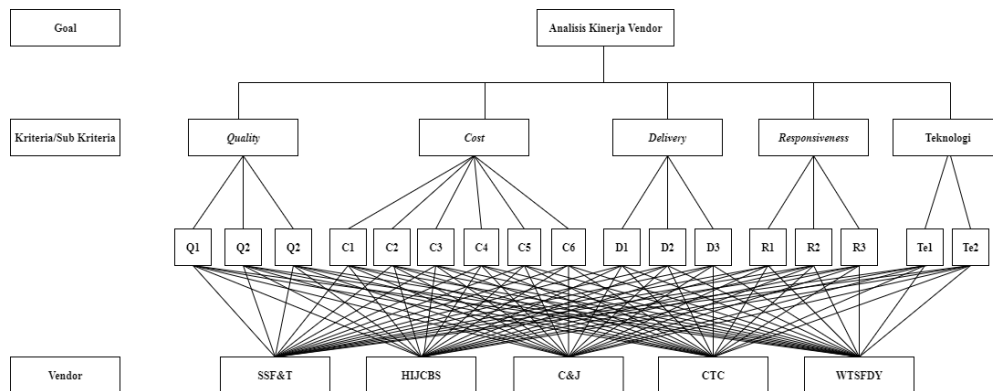 Goal
Analisis Kinerja Vendor
Kriteria/Sub Kriteria
Quality
Cost
Delivery
Responsiveness
Teknologi
Q1
Q2
Q2
C1
C2
C3
C4
C5
C6
D1
D2
D3
R1
R2
R3
Te1
Te2
Vendor
SSF&T
HIJCBS
C&J
CTC
WTSFDY